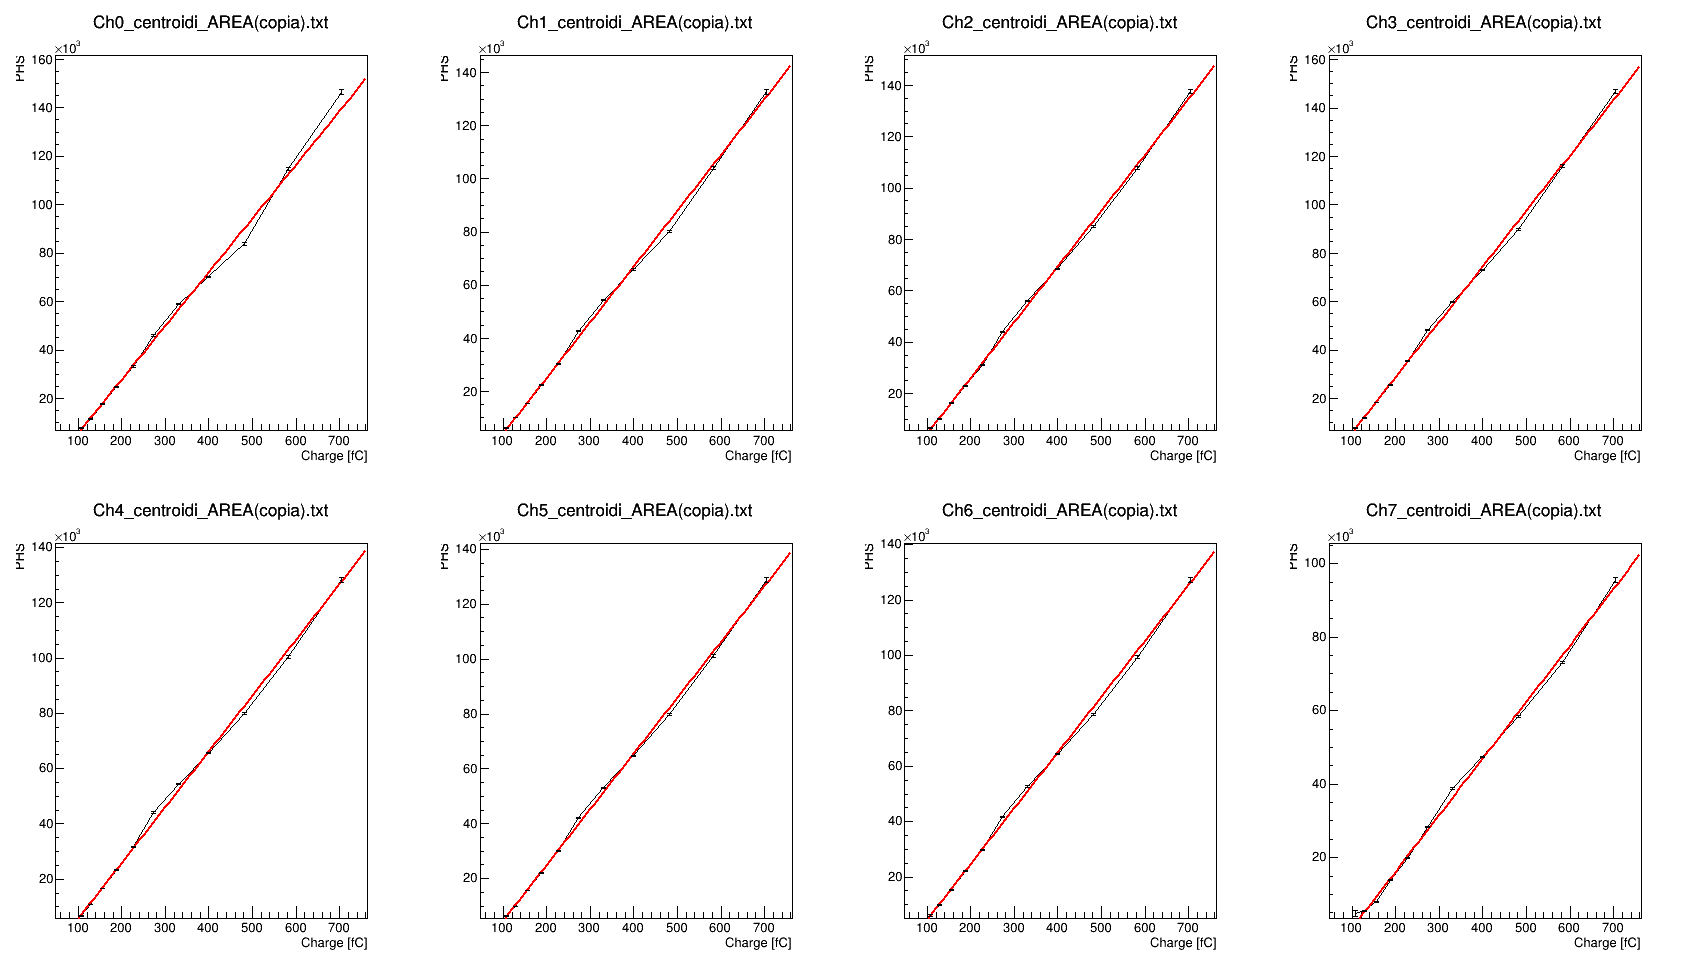 Ch0_centroidi_AREA(copia).txt
×10³
PHS
160
140
120
100
80
60
40
20
100 200 300 400 500 600 700
Charge [fC]
Ch1_centroidi_AREA(copia).txt
×10³
PHS
140
120
100
80
60
40
20
100 200 300 400 500 600 700
Charge [fC]
Ch2_centroidi_AREA(copia).txt
×10³
PHS
140
120
100
80
60
40
20
100 200 300 400 500 600 700
Charge [fC]
Ch3_centroidi_AREA(copia).txt
×10³
PHS
160
140
120
100
80
60
40
20
100 200 300 400 500 600 700
Charge [fC]
Ch4_centroidi_AREA(copia).txt
×10³
PHS
140
120
100
80
60
40
20
100 200 300 400 500 600 700
Charge [fC]
Ch5_centroidi_AREA(copia).txt
×10³
PHS
140
120
100
80
60
40
20
100 200 300 400 500 600 700
Charge [fC]
Ch6_centroidi_AREA(copia).txt
×10³
PHS
140
120
100
80
60
40
20
100 200 300 400 500 600 700
Charge [fC]
Ch7_centroidi_AREA(copia).txt
×10³
PHS
100
80
60
40
20
100 200 300 400 500 600 700
Charge [fC]